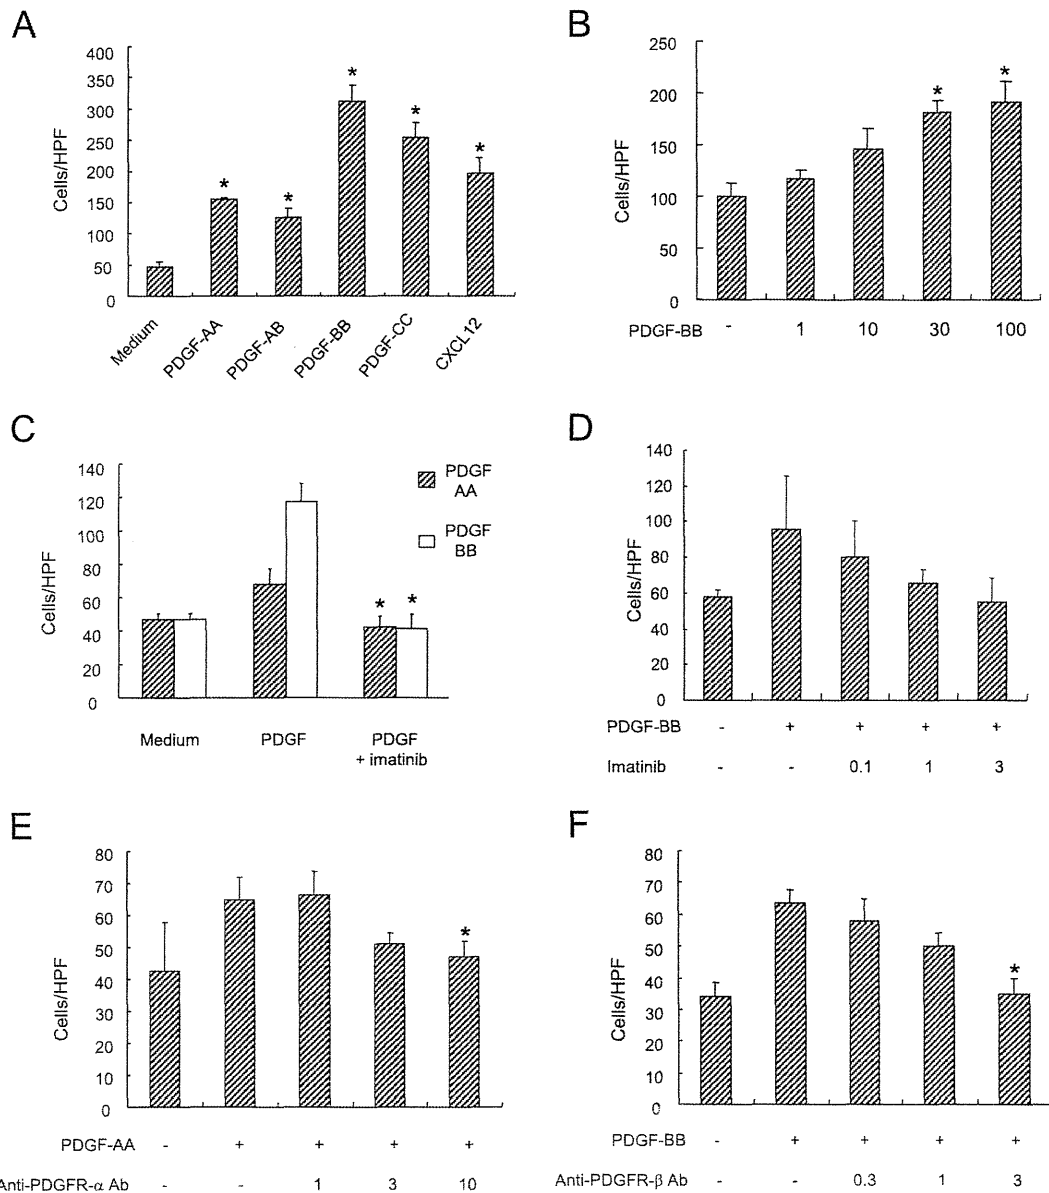 A
400
350
300
250
200
150
100
50
0
Cells/HPF
* * * * *
Medium
PDGF-AA
PDGF-AB
PDGF-BB
PDGF-CC
CXCL12
B
250
200
150
100
50
0
Cells/HPF
* *
PDGF-BB - 1 10 30 100
C
140
120
100
80
60
40
20
0
Cells/HPF
PDGF
AA
PDGF
BB
* *
Medium PDGF PDGF
+ imatinib
D
140
120
100
80
60
40
20
0
Cells/HPF
PDGF-BB - + + + +
Imatinib - - 0.1 1 3
E
80
70
60
50
40
30
20
10
0
Cells/HPF
*
PDGF-AA - + + + +
Anti-PDGFR-α Ab - - 1 3 10
F
80
70
60
50
40
30
20
10
0
Cells/HPF
*
PDGF-BB - + + + +
Anti-PDGFR-β Ab - - 0.3 1 3